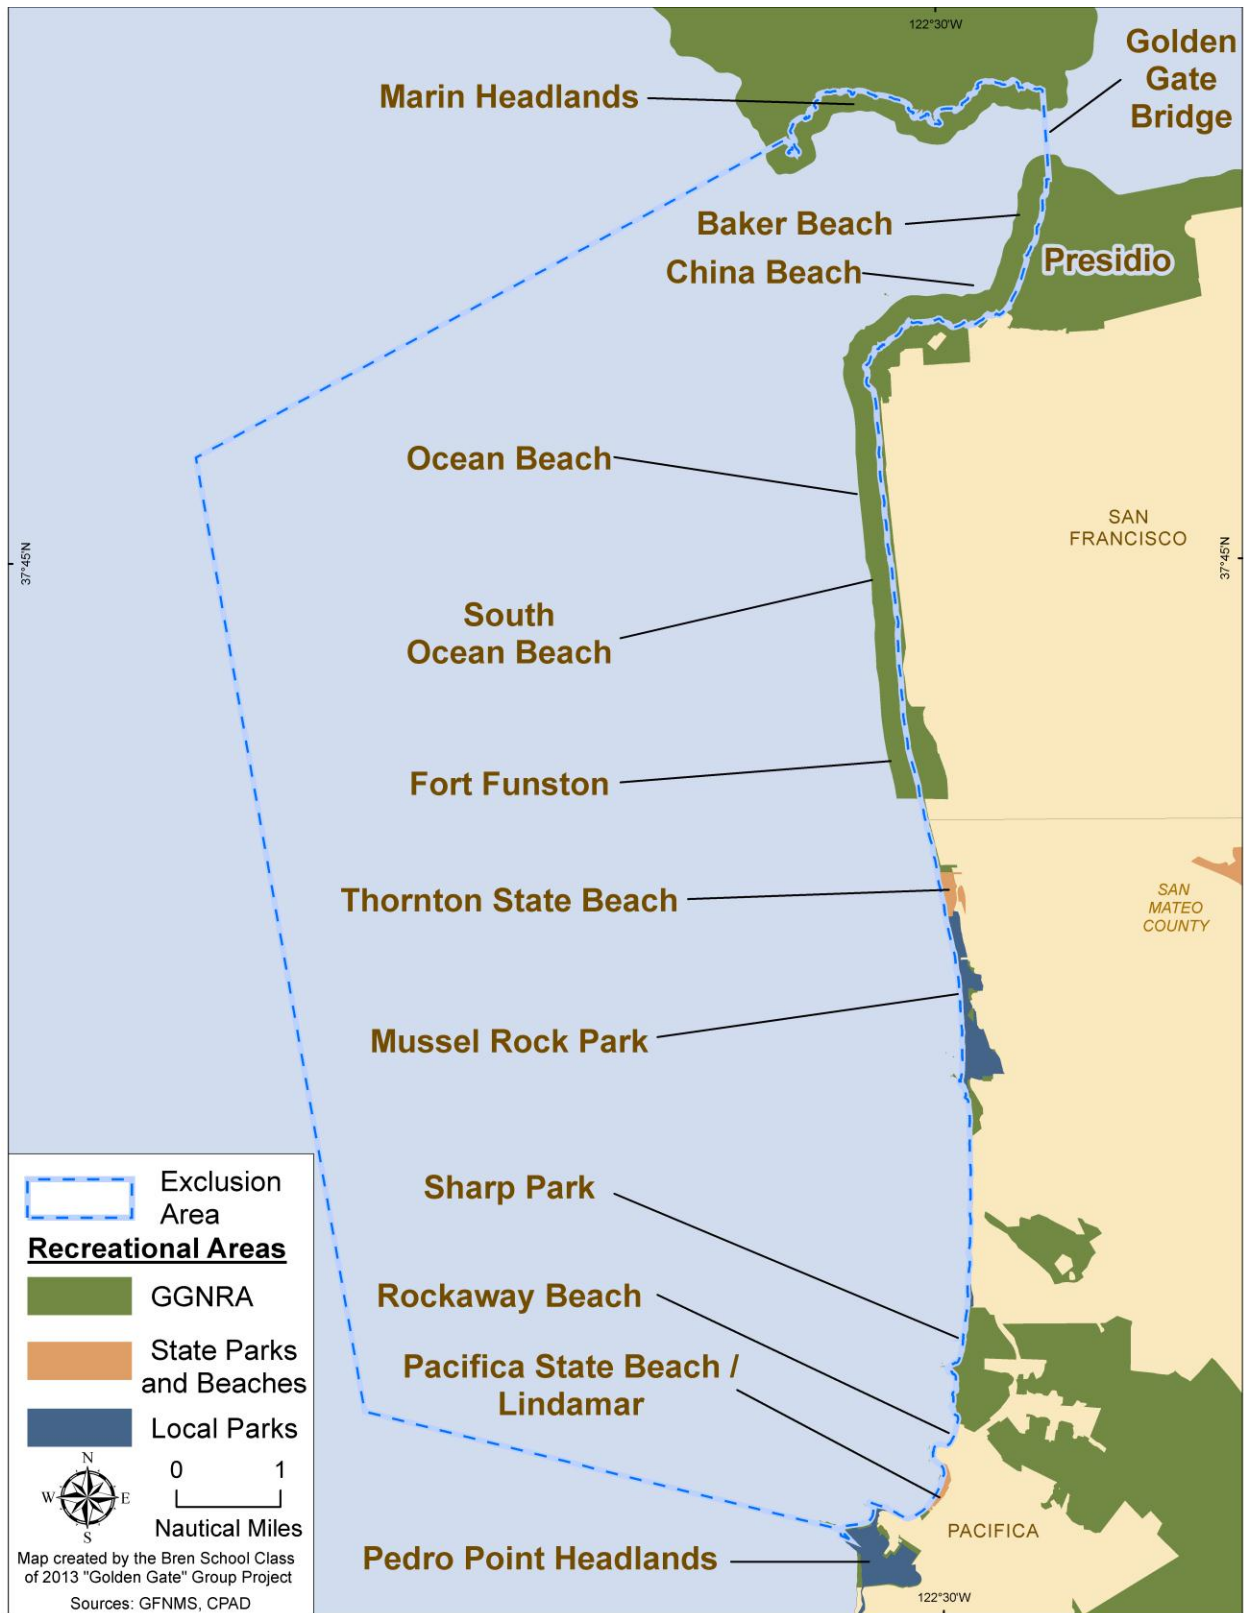 122°30'W
Golden
Gate
Bridge
Marin Headlands
Baker Beach
China Beach
Presidio
Ocean Beach
SAN
FRANCISCO
37°45'N
37°45'N
South
Ocean Beach
Fort Funston
Thornton State Beach
SAN
MATEO
COUNTY
Mussel Rock Park
Sharp Park
Rockaway Beach
Pacifica State Beach /
Lindamar
PACIFICA
Pedro Point Headlands
122°30'W
Exclusion
Area
Recreational Areas
GGNRA
State Parks
and Beaches
Local Parks
N
W E
S
0 1
Nautical Miles
Map created by the Bren School Class
of 2013 "Golden Gate" Group Project
Sources: GFNMS, CPAD